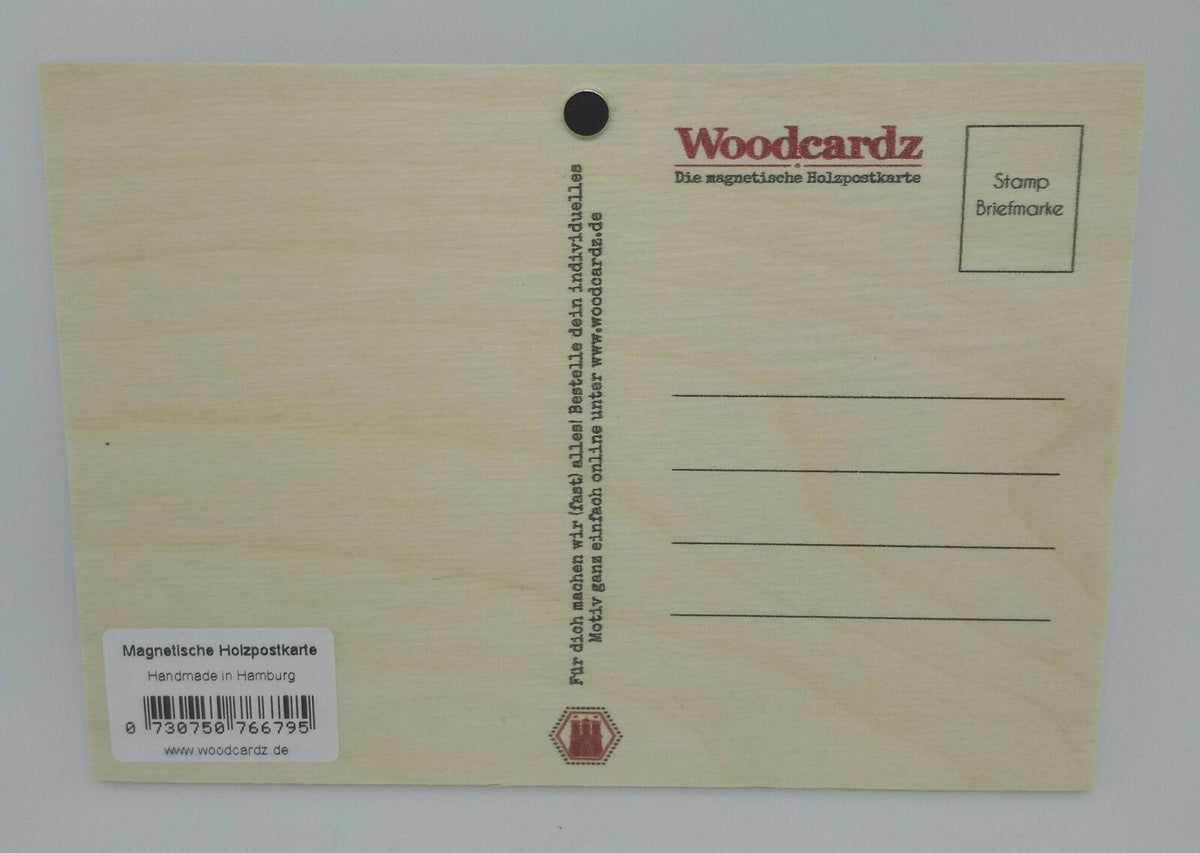 Woodcardz
Die magnetische Holzpostkarte
Stamp
Briefmarke
Für dich machen wir (fast) alles! Bestelle dein individuelles
Motiv ganz einfach online unter www.woodcardz.de
Magnetische Holzpostkarte
Handmade in Hamburg
0 730750 766795
www.woodcardz.de